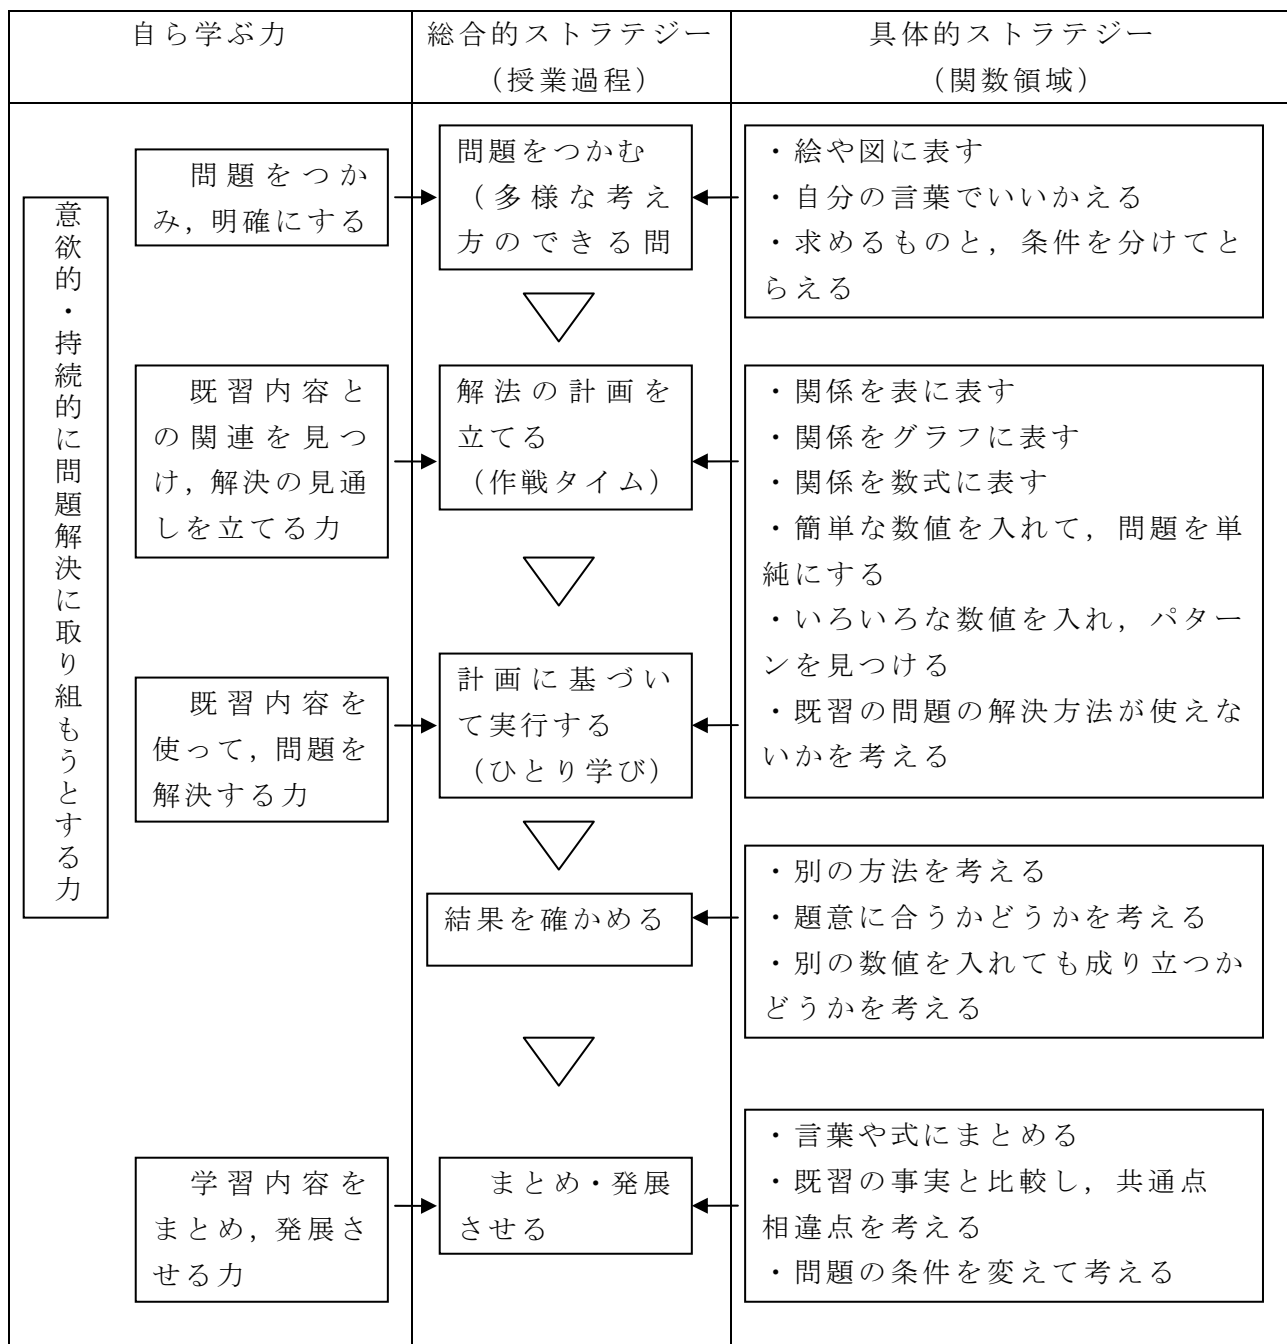 自ら学ぶ力
総合的ストラテジー
（授業過程）
具体的ストラテジー
（関数領域）
意欲的・持続的に問題解決に取り組もうとする力
問題をつか
み，明確にする
問題をつかむ
（多様な考え
方のできる問
・絵や図に表す
・自分の言葉でいいかえる
・求めるものと，条件を分けてと
らえる
既習内容と
の関連を見つ
け，解決の見通
しを立てる力
解法の計画を
立てる
（作戦タイム）
・関係を表に表す
・関係をグラフに表す
・関係を数式に表す
・簡単な数値を入れて，問題を単
純にする
・いろいろな数値を入れ，パター
ンを見つける
・既習の問題の解決方法が使えな
いかを考える
既習内容を
使って，問題を
解決する力
計画に基づい
て実行する
（ひとり学び）
結果を確かめる
・別の方法を考える
・題意に合うかどうかを考える
・別の数値を入れても成り立つか
どうかを考える
学習内容を
まとめ，発展さ
せる力
まとめ・発展
させる
・言葉や式にまとめる
・既習の事実と比較し，共通点
相違点を考える
・問題の条件を変えて考える